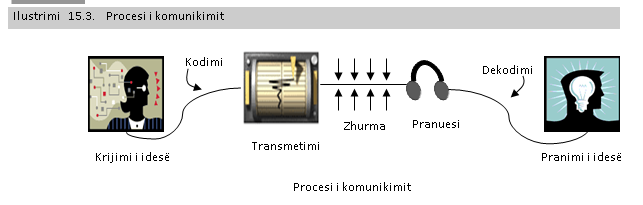 Ilustrimi 15.3. Procesi i komunikimit
Kodimi
Dekodimi
Zhurma
Pranuesi
Transmetimi
Krijimi i idesë
Pranimi i idesë
Procesi i komunikimit